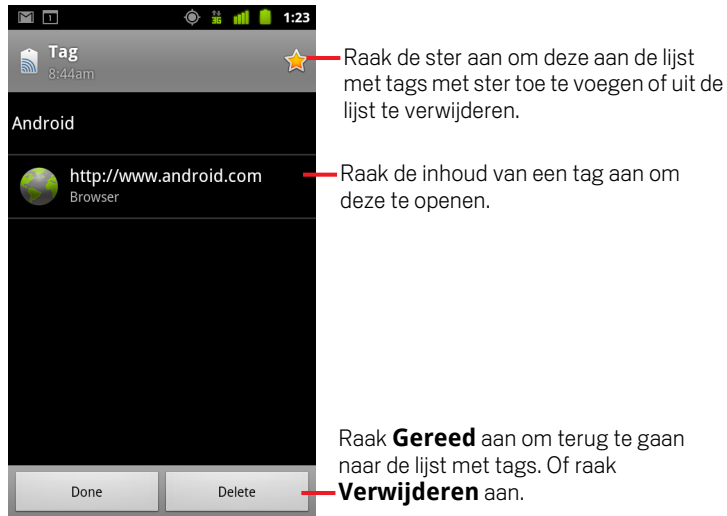 1:23
Tag
8:44am
Android
http://www.android.com
Browser
Done Delete
Raak de ster aan om deze aan de lijst
met tags met ster toe te voegen of uit de
lijst te verwijderen.
Raak de inhoud van een tag aan om
deze te openen.
Raak Gereed aan om terug te gaan
naar de lijst met tags. Of raak
Verwijderen aan.